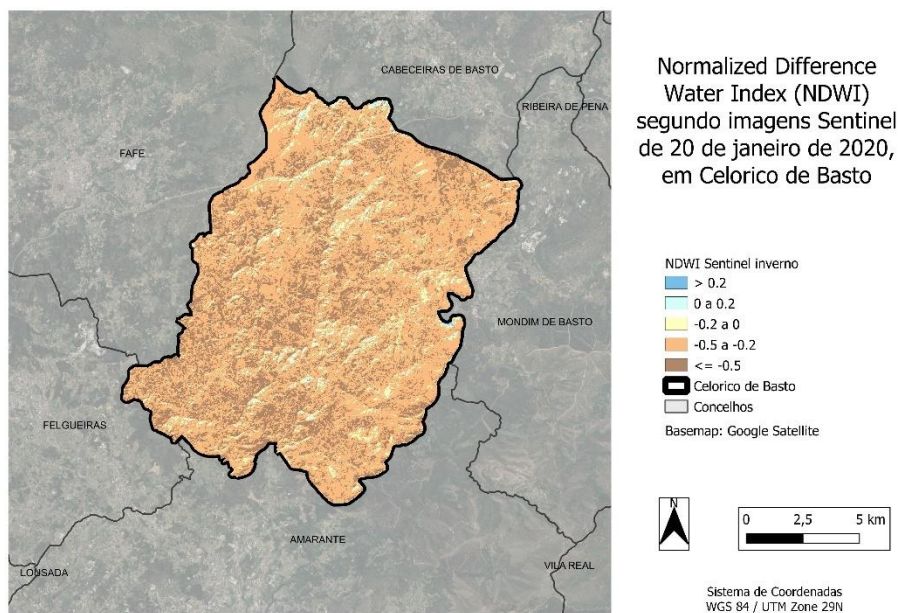 CABECEIRAS DE BASTO
RIBEIRA DE PENA
FAFE
MONDIM DE BASTO
FELGUEIRAS
AMARANTE
LOUSADA
VILA REAL
Normalized Difference
Water Index (NDWI)
segundo imagens Sentinel
de 20 de janeiro de 2020,
em Celorico de Basto
NDWI Sentinel inverno
> 0.2
0 a 0.2
-0.2 a 0
-0.5 a -0.2
<= -0.5
Celorico de Basto
Concelhos
Basemap: Google Satellite
N
0 2,5 5 km
Sistema de Coordenadas
WGS 84 / UTM Zone 29N